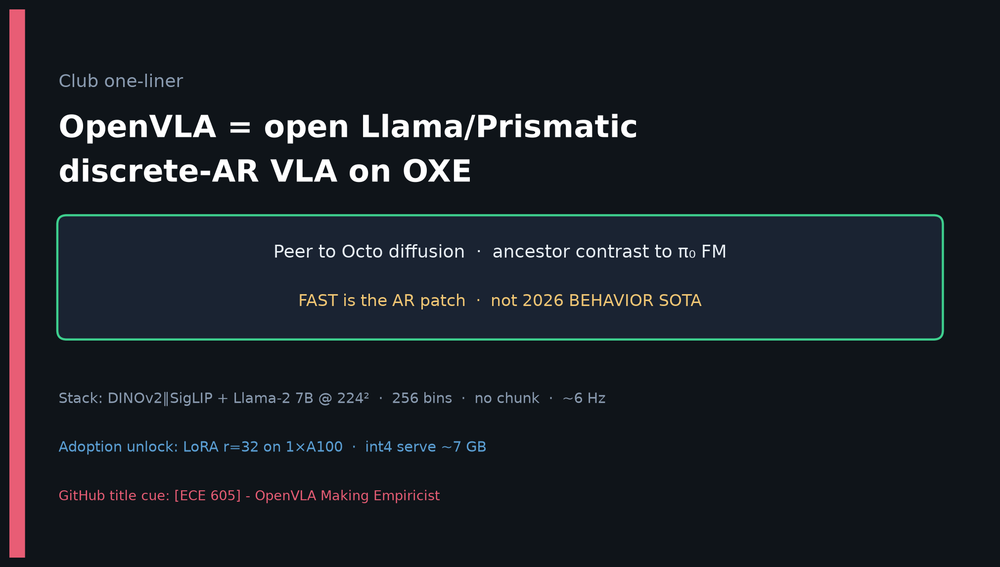 Club one-liner
OpenVLA = open Llama/Prismatic
discrete-AR VLA on OXE
Peer to Octo diffusion · ancestor contrast to π₀ FM
FAST is the AR patch · not 2026 BEHAVIOR SOTA
Stack: DINOv2‖SigLIP + Llama-2 7B @ 224² · 256 bins · no chunk · ~6 Hz
Adoption unlock: LoRA r=32 on 1×A100 · int4 serve ~7 GB
GitHub title cue: [ECE 605] - OpenVLA Making Empiricist